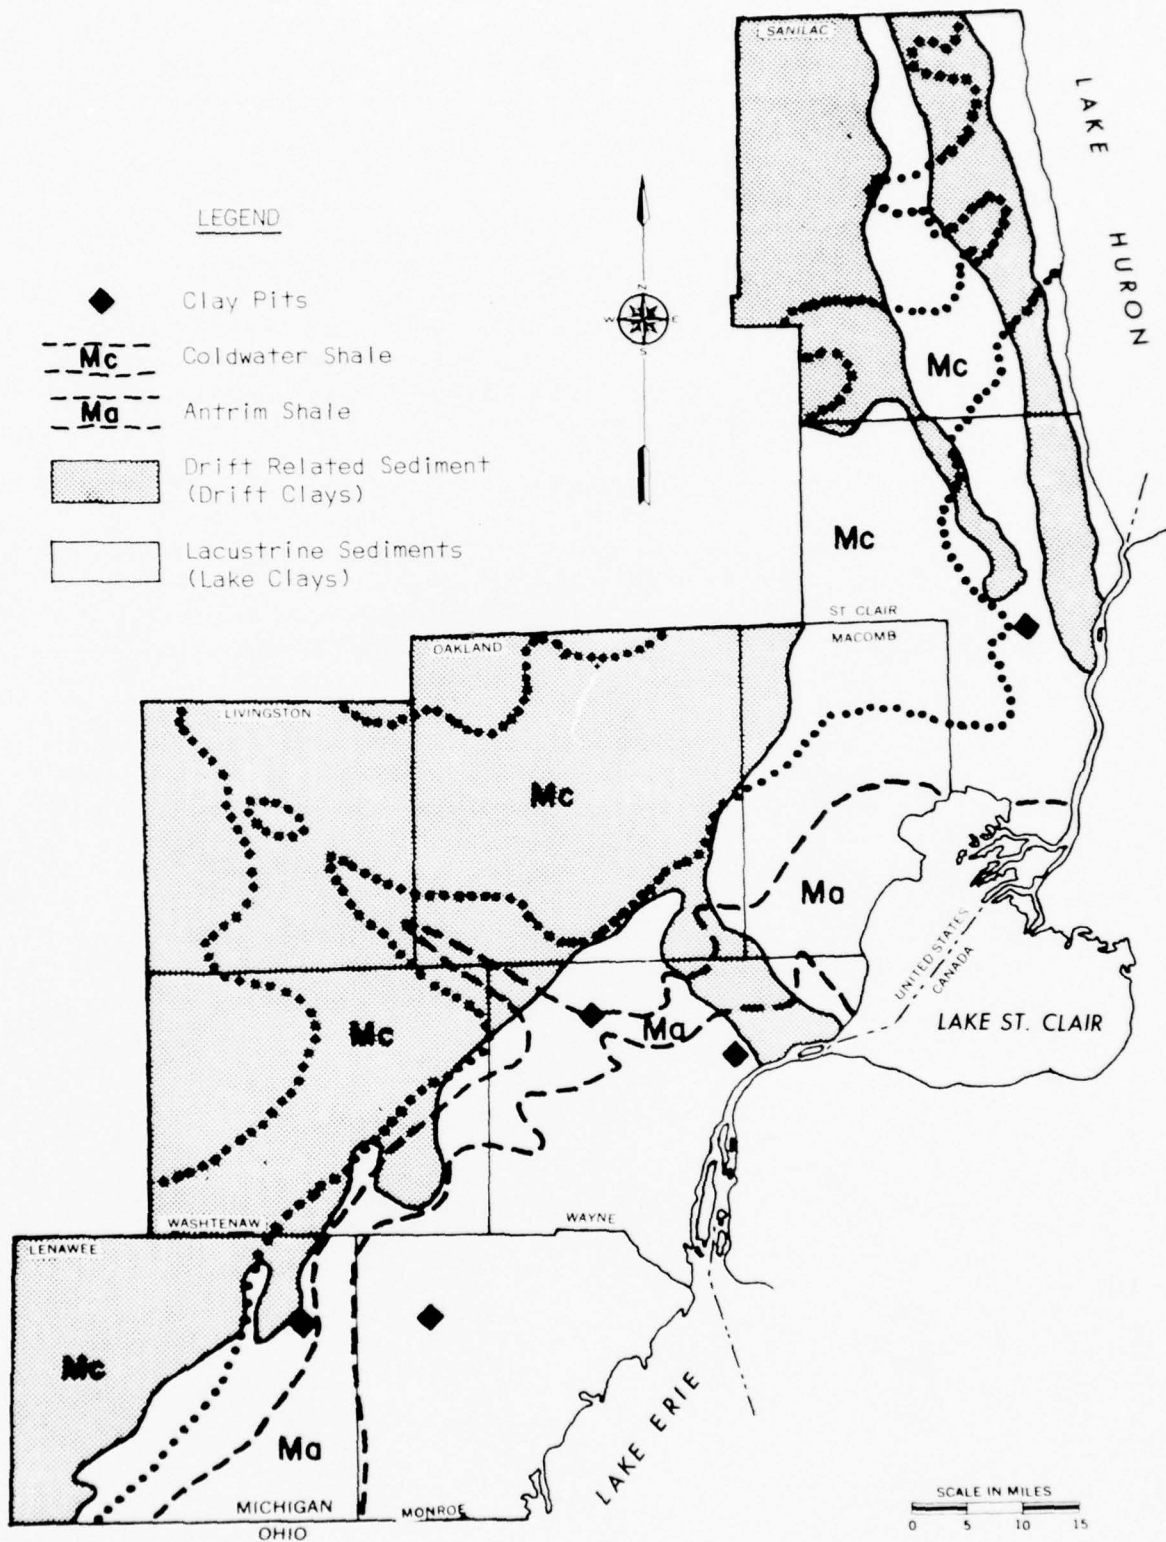 SANILAC
LAKE HURON
LEGEND
Clay Pits
Mc Coldwater Shale
Ma Antrim Shale
Drift Related Sediment
(Drift Clays)
Lacustrine Sediments
(Lake Clays)
N
W E
S
Mc
Mc
ST CLAIR
MACOMB
OAKLAND
LIVINGSTON
Mc
Ma
UNITED STATES
CANADA
LAKE ST. CLAIR
Mc
Ma
WASHTENAW
WAYNE
LENAWEE
Mc
LAKE ERIE
Ma
MICHIGAN
OHIO
MONROE
SCALE IN MILES
0 5 10 15